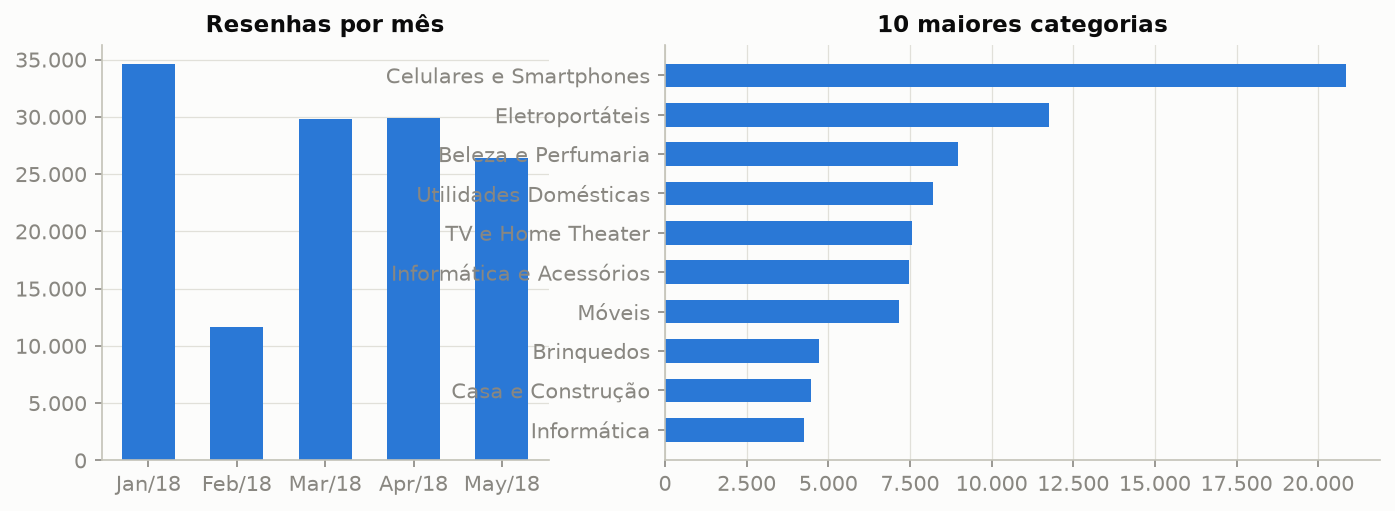 Resenhas por mês
35.000
30.000
25.000
20.000
15.000
10.000
5.000
0
Jan/18 Feb/18 Mar/18 Apr/18 May/18
10 maiores categorias
Celulares e Smartphones
Eletroportáteis
Beleza e Perfumaria
Utilidades Domésticas
TV e Home Theater
Informática e Acessórios
Móveis
Brinquedos
Casa e Construção
Informática
0 2.500 5.000 7.500 10.000 12.500 15.000 17.500 20.000